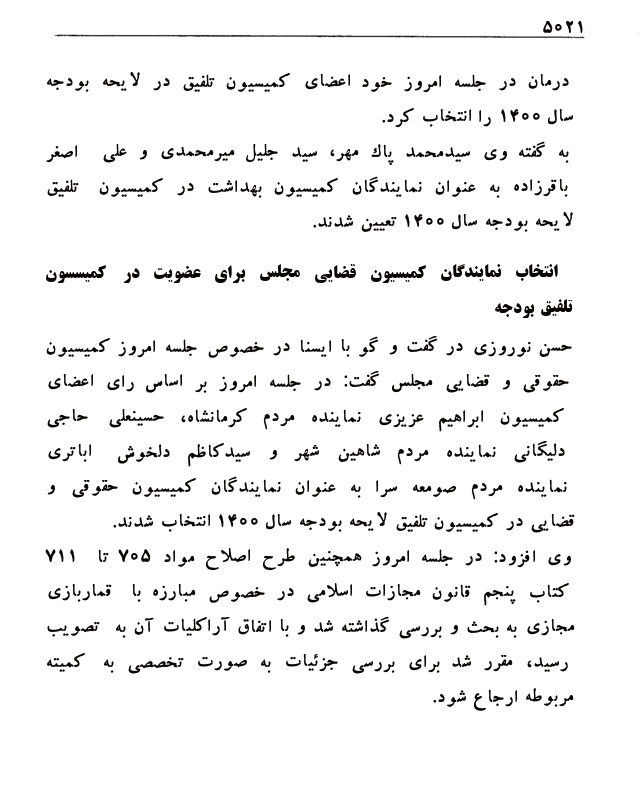 ۵۰۲۱
درمان در جلسه امروز خود اعضای کمیسیون تلفیق در لایحه بودجه
سال ۱۴۰۰ را انتخاب کرد.
به گفته وی سیدمحمد پاك مهر، سید جلیل میرمحمدی و علی اصغر
باقرزاده به عنوان نمایندگان کمیسیون بهداشت در کمیسیون تلفیق
لایحه بودجه سال ۱۴۰۰ تعیین شدند.
انتخاب نمایندگان کمیسیون قضایی مجلس برای عضویت در کمیسسون
تلفیق بودجه
حسن نوروزی در گفت و گو با ایسنا در خصوص جلسه امروز کمیسیون
حقوقی و قضایی مجلس گفت: در جلسه امروز بر اساس رای اعضای
کمیسیون ابراهیم عزیزی نماینده مردم کرمانشاه، حسینعلی حاجی
دلیگانی نماینده مردم شاهین شهر و سیدکاظم دلخوش اباتری
نماینده مردم صومعه سرا به عنوان نمایندگان کمیسیون حقوقی و
قضایی در کمیسیون تلفیق لایحه بودجه سال ۱۴۰۰ انتخاب شدند.
وی افزود: در جلسه امروز همچنین طرح اصلاح مواد ۷۰۵ تا ۷۱۱
کتاب پنجم قانون مجازات اسلامی در خصوص مبارزه با قماربازی
مجازی به بحث و بررسی گذاشته شد و با اتفاق آراکلیات آن به تصویب
رسید، مقرر شد برای بررسی جزئیات به صورت تخصصی به کمیته
مربوطه ارجاع شود.